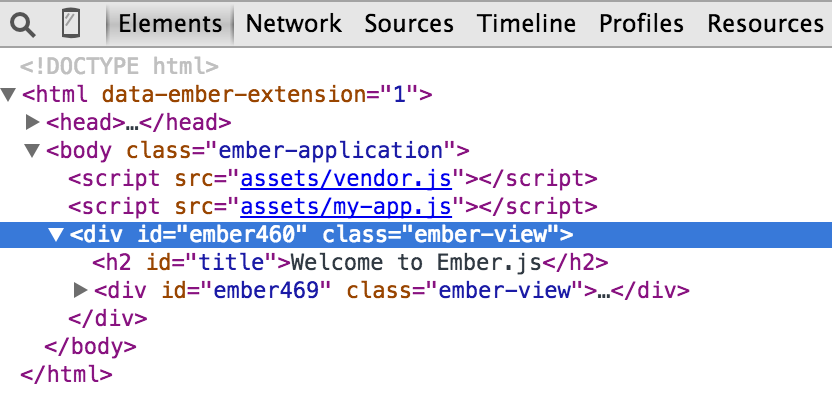 Elements Network Sources Timeline Profiles Resources
<!DOCTYPE html>
<html data-ember-extension="1">
<head>…</head>
<body class="ember-application">
<script src="assets/vendor.js"></script>
<script src="assets/my-app.js"></script>
<div id="ember460" class="ember-view">
<h2 id="title">Welcome to Ember.js</h2>
<div id="ember469" class="ember-view">…</div>
</div>
</body>
</html>